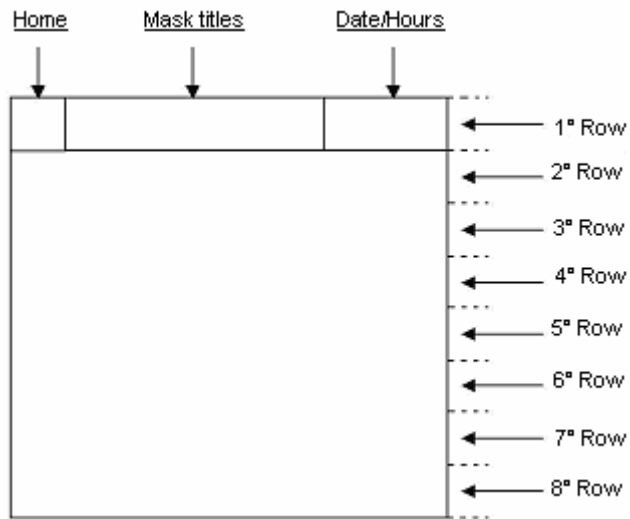 Home Mask titles Date/Hours
1° Row
2° Row
3° Row
4° Row
5° Row
6° Row
7° Row
8° Row